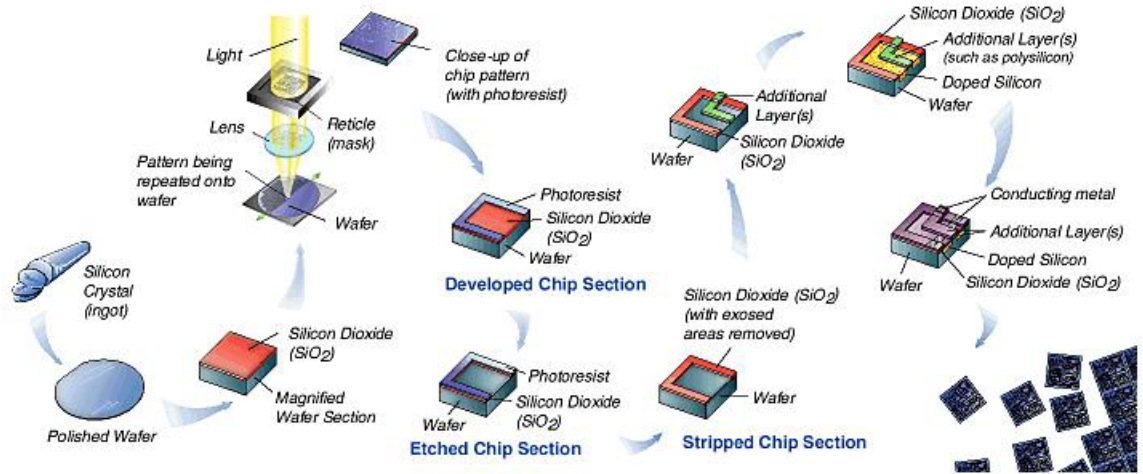 Silicon
Crystal
(ingot)
Polished Wafer
Silicon Dioxide
(SiO2)
Magnified
Wafer Section
Light
Reticle
(mask)
Lens
Pattern being
repeated onto
wafer
Wafer
Close-up of
chip pattern
(with photoresist)
Photoresist
Silicon Dioxide
(SiO2)
Wafer
Developed Chip Section
Photoresist
Silicon Dioxide
(SiO2)
Wafer
Etched Chip Section
Silicon Dioxide (SiO2)
(with exosed
areas removed)
Wafer
Stripped Chip Section
Additional
Layer(s)
Silicon Dioxide
(SiO2)
Wafer
Silicon Dioxide (SiO2)
Additional Layer(s)
(such as polysilicon)
Doped Silicon
Wafer
Conducting metal
Additional Layer(s)
Doped Silicon
Silicon Dioxide (SiO2)
Wafer